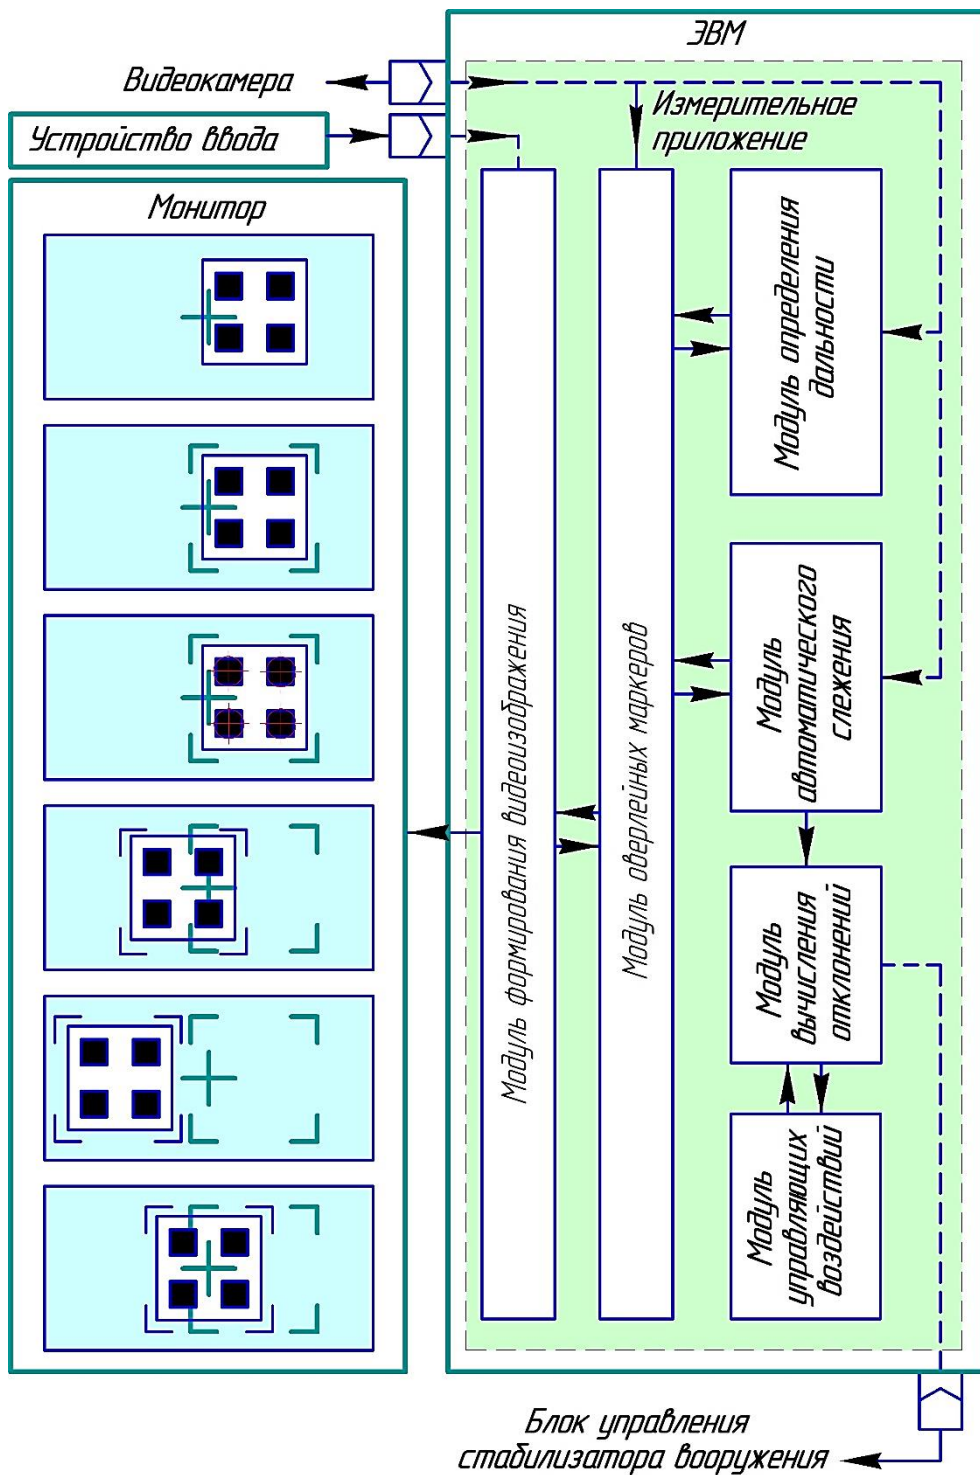 ЭВМ
Видеокамера
Измерительное
приложение
Устройство ввода
Монитор
Модуль формирования видеоизображения
Модуль оверлейных маркеров
Модуль определения
дальности
Модуль
автоматического
слежения
Модуль
вычисления
отклонений
Модуль
управляющих
воздействий
Блок управления
стабилизатора вооружения